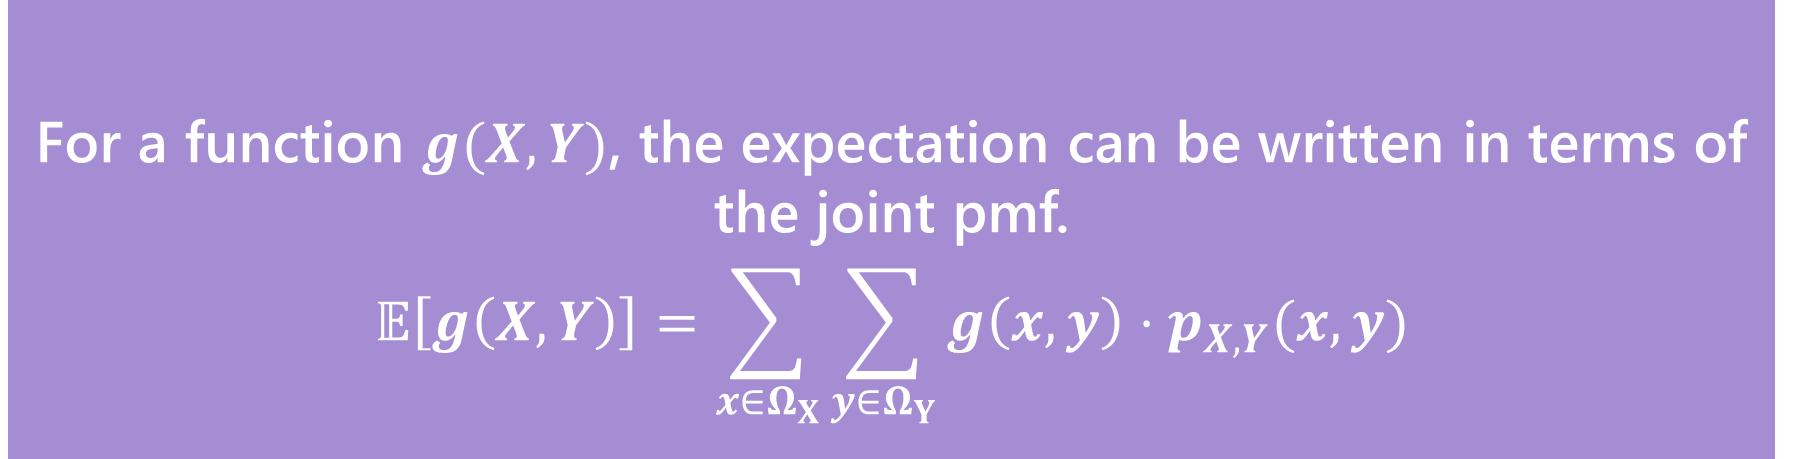 For a function g(X, Y), the expectation can be written in terms of
the joint pmf.
𝔼[g(X, Y)] = ∑_{x∈Ω_X} ∑_{y∈Ω_Y} g(x, y) · p_{X,Y}(x, y)